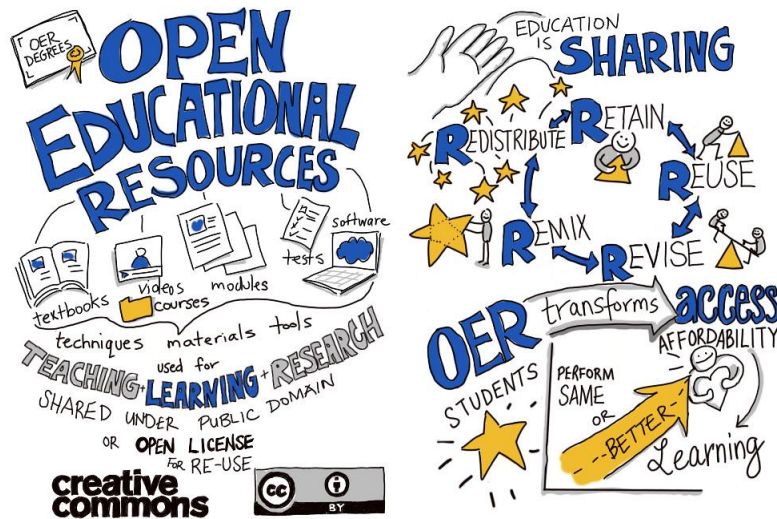 OER
DEGREES
OPEN
EDUCATIONAL
RESOURCES
textbooks
videos
courses
modules
tests
software
techniques materials tools
used for
TEACHING + LEARNING + RESEARCH
SHARED UNDER PUBLIC DOMAIN
OR OPEN LICENSE
FOR RE-USE
creative
commons
cc
BY
EDUCATION
IS
SHARING
REDISTRIBUTE
RETAIN
REUSE
REVISE
REMIX
OER
transforms
access
AFFORDABILITY
STUDENTS
PERFORM
SAME
OR
BETTER
Learning